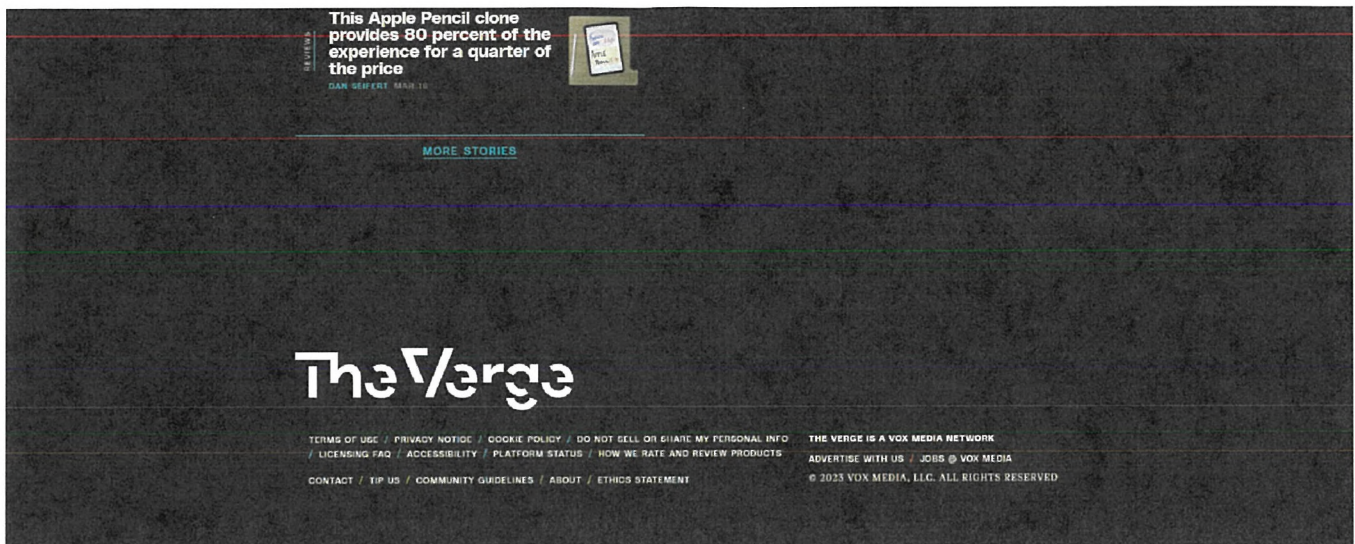 This Apple Pencil clone
provides 80 percent of the
experience for a quarter of
the price
REVIEWS
DAN SEIFERT MAR 10
MORE STORIES
The Verge
TERMS OF USE / PRIVACY NOTICE / COOKIE POLICY / DO NOT SELL OR SHARE MY PERSONAL INFO
/ LICENSING FAQ / ACCESSIBILITY / PLATFORM STATUS / HOW WE RATE AND REVIEW PRODUCTS
CONTACT / TIP US / COMMUNITY GUIDELINES / ABOUT / ETHICS STATEMENT
THE VERGE IS A VOX MEDIA NETWORK
ADVERTISE WITH US / JOBS @ VOX MEDIA
© 2023 VOX MEDIA, LLC. ALL RIGHTS RESERVED